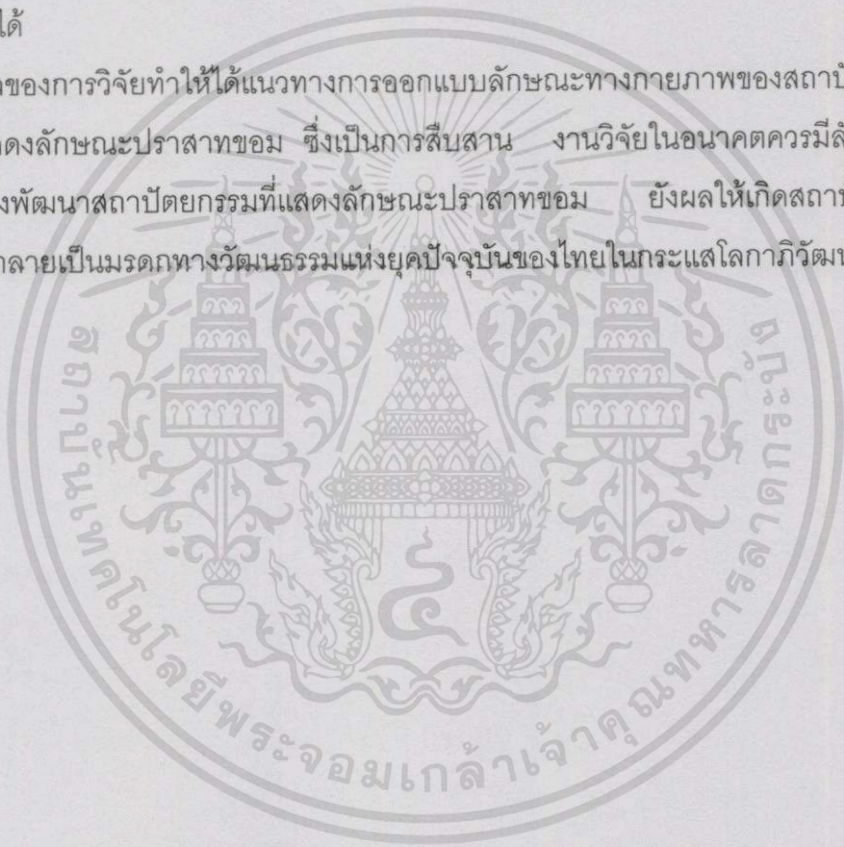 ได้
ของการวิจัยทำให้ได้แนวทางการออกแบบลักษณะทางกายภาพของสถาปั
ดงลักษณะปราสาทขอม ซึ่งเป็นการสืบสาน งานวิจัยในอนาคตควรมีลั
งพัฒนาสถาปัตยกรรมที่แสดงลักษณะปราสาทขอม ยังผลให้เกิดสถาป
กลายเป็นมรดกทางวัฒนธรรมแห่งยุคปัจจุบันของไทยในกระแสโลกาภิวัฒน
สถาบันเทคโนโลยีพระจอมเกล้าเจ้าคุณทหารลาดกระบัง